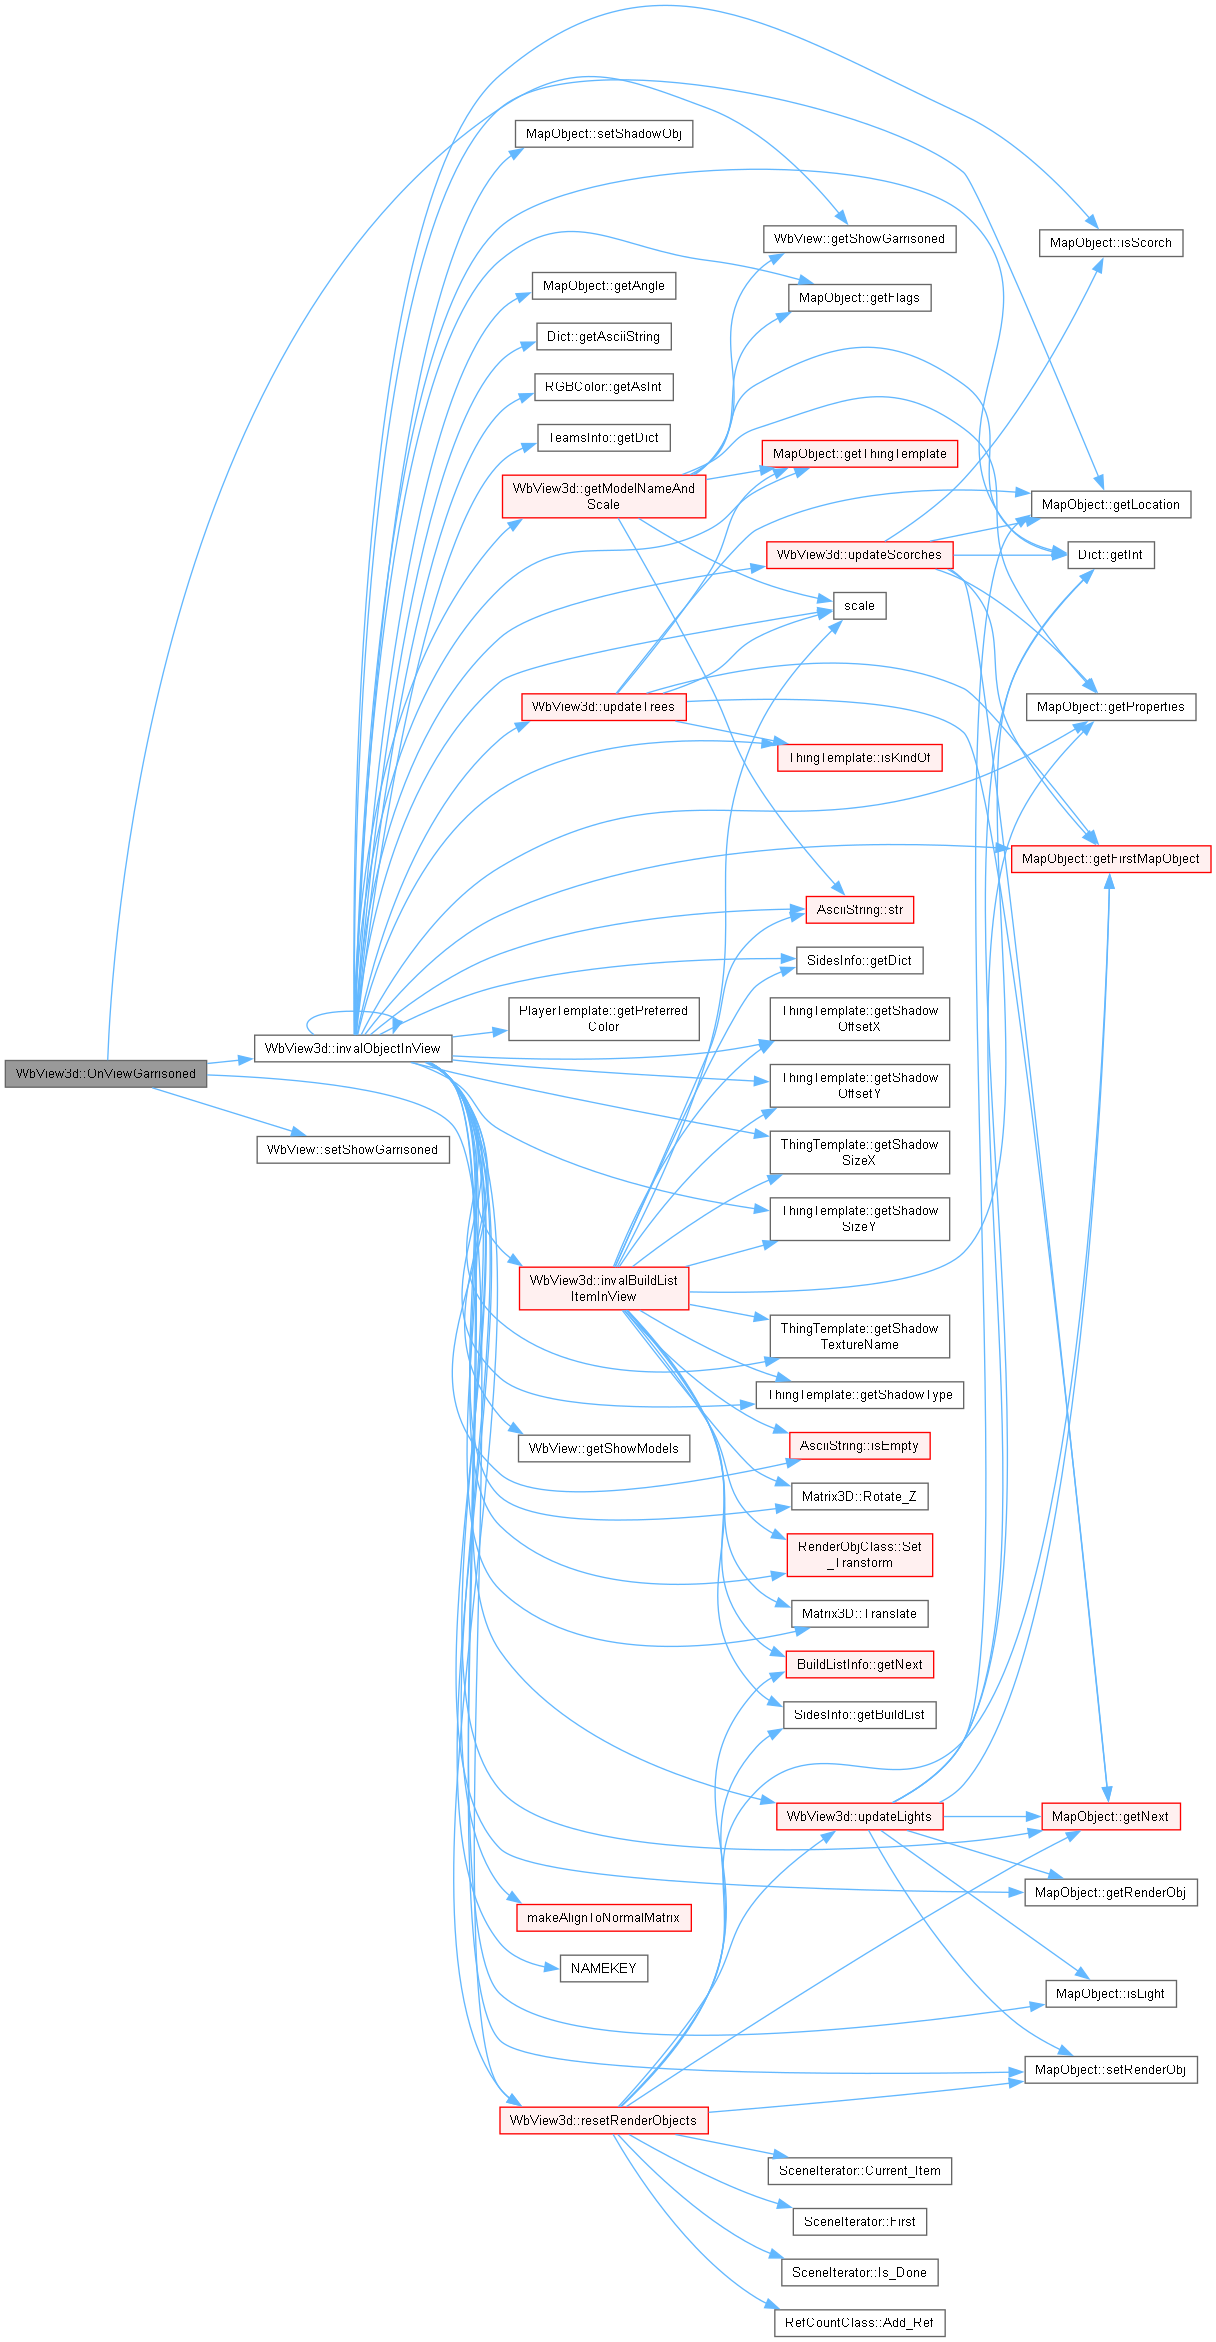 MapObject::setShadowObj
WbView::getShowGarrisoned
MapObject::isScorch
MapObject::getAngle
MapObject::getFlags
Dict::getAsciiString
RGBColor::getAsInt
TeamsInfo::getDict
MapObject::getThingTemplate
WbView3d::getModelNameAnd
Scale
MapObject::getLocation
WbView3d::updateScorches
Dict::getInt
scale
WbView3d::updateTrees
MapObject::getProperties
ThingTemplate::isKindOf
MapObject::getFirstMapObject
AsciiString::str
SidesInfo::getDict
PlayerTemplate::getPreferred
Color
ThingTemplate::getShadow
OffsetX
WbView3d::invalObjectInView
WbView3d::OnViewGarrisoned
ThingTemplate::getShadow
OffsetY
WbView::setShowGarrisoned
ThingTemplate::getShadow
SizeX
ThingTemplate::getShadow
SizeY
WbView3d::invalBuildList
ItemInView
ThingTemplate::getShadow
TextureName
ThingTemplate::getShadowType
WbView::getShowModels
AsciiString::isEmpty
Matrix3D::Rotate_Z
RenderObjClass::Set
_Transform
Matrix3D::Translate
BuildListInfo::getNext
SidesInfo::getBuildList
WbView3d::updateLights
MapObject::getNext
MapObject::getRenderObj
makeAlignToNormalMatrix
NAMEKEY
MapObject::isLight
MapObject::setRenderObj
WbView3d::resetRenderObjects
SceneIterator::Current_Item
SceneIterator::First
SceneIterator::Is_Done
RefCountClass::Add_Ref